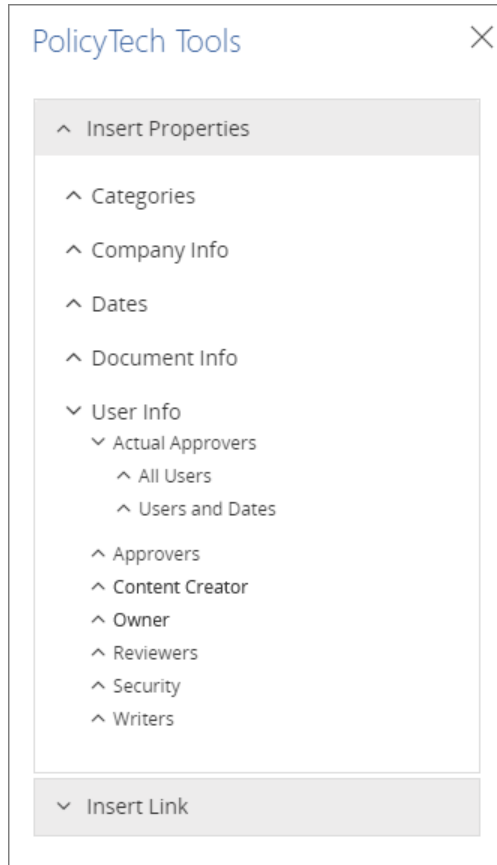 PolicyTech Tools
Insert Properties
Categories
Company Info
Dates
Document Info
User Info
Actual Approvers
All Users
Users and Dates
Approvers
Content Creator
Owner
Reviewers
Security
Writers
Insert Link